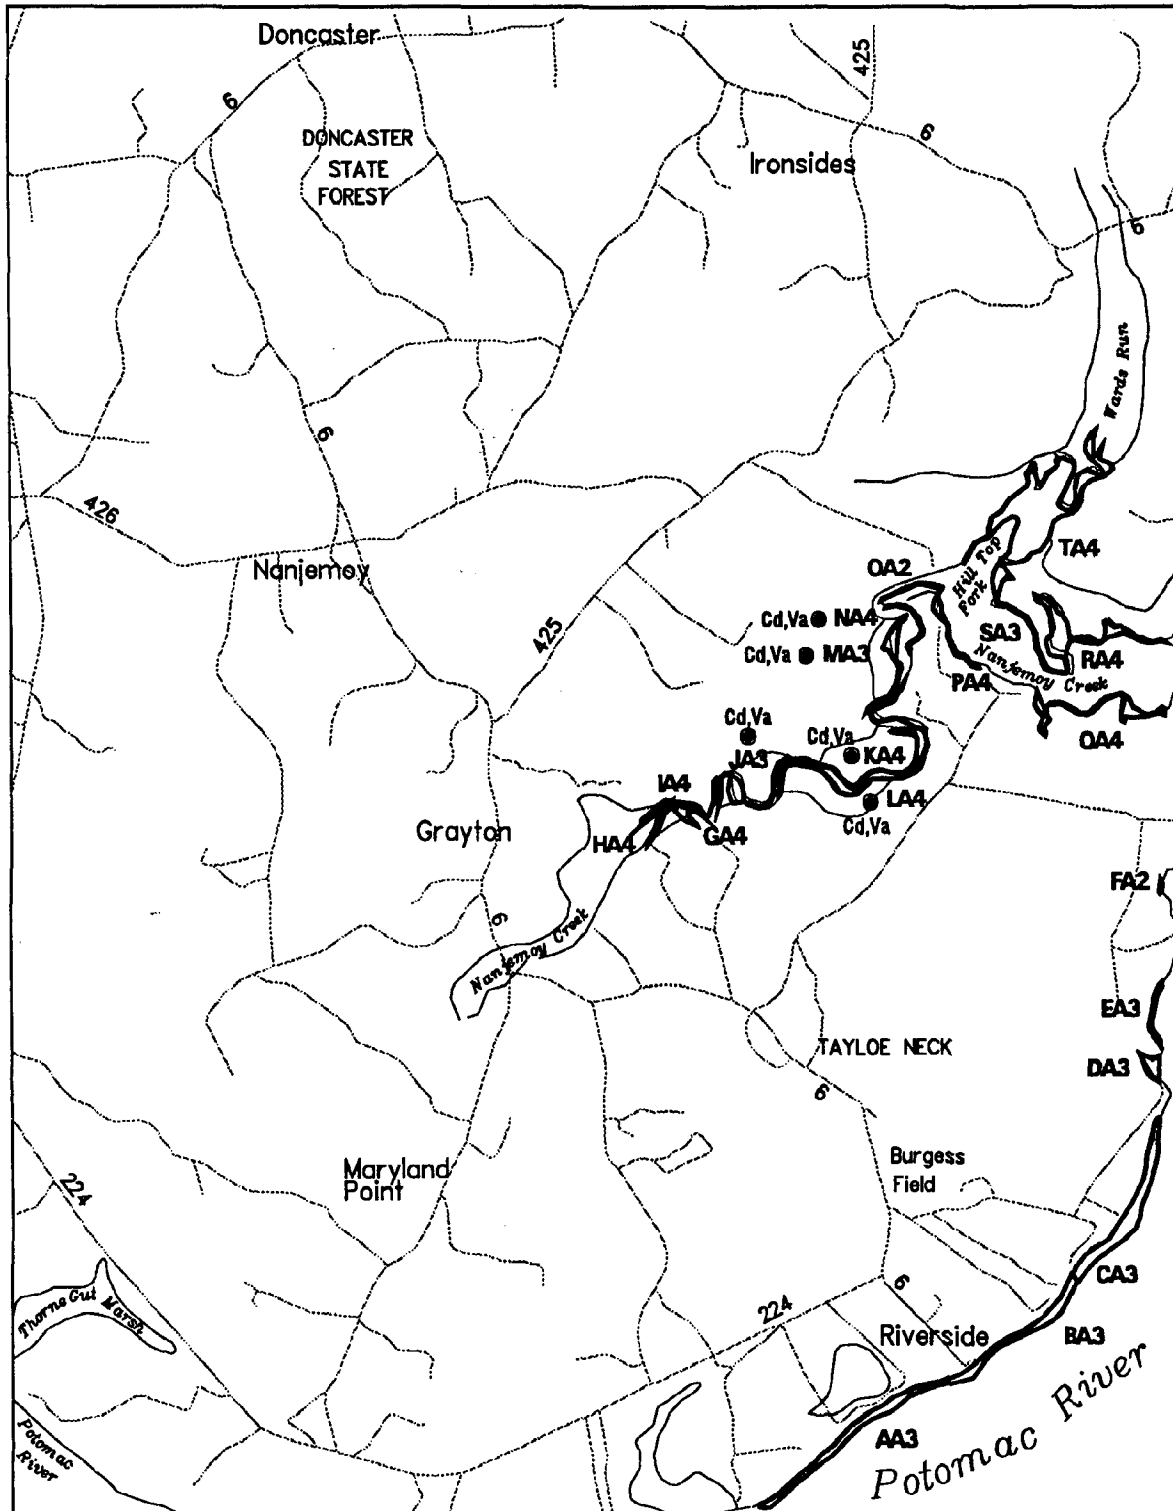 Doncaster
425
6
6
DONCASTER
STATE
FOREST
Ironsides
6
Wards Run
6
426
Nanjemoy
TA4
OA2
Hill Top
Fork
Cd,Va NA4
425
SA3
Cd,Va MA3
RA4
Nanjemoy Creek
PA4
Cd,Va
Cd,Va
OA4
JA3
KA4
IA4
LA4
Cd,Va
Grayton
HA4
GA4
FA2
6
Nanjemoy Creek
EA3
TAYLOE NECK
DA3
6
Burgess
Field
Maryland
Point
224
CA3
6
Thorne Gut Marsh
224
Riverside
BA3
Potomac River
AA3
Potomac
River